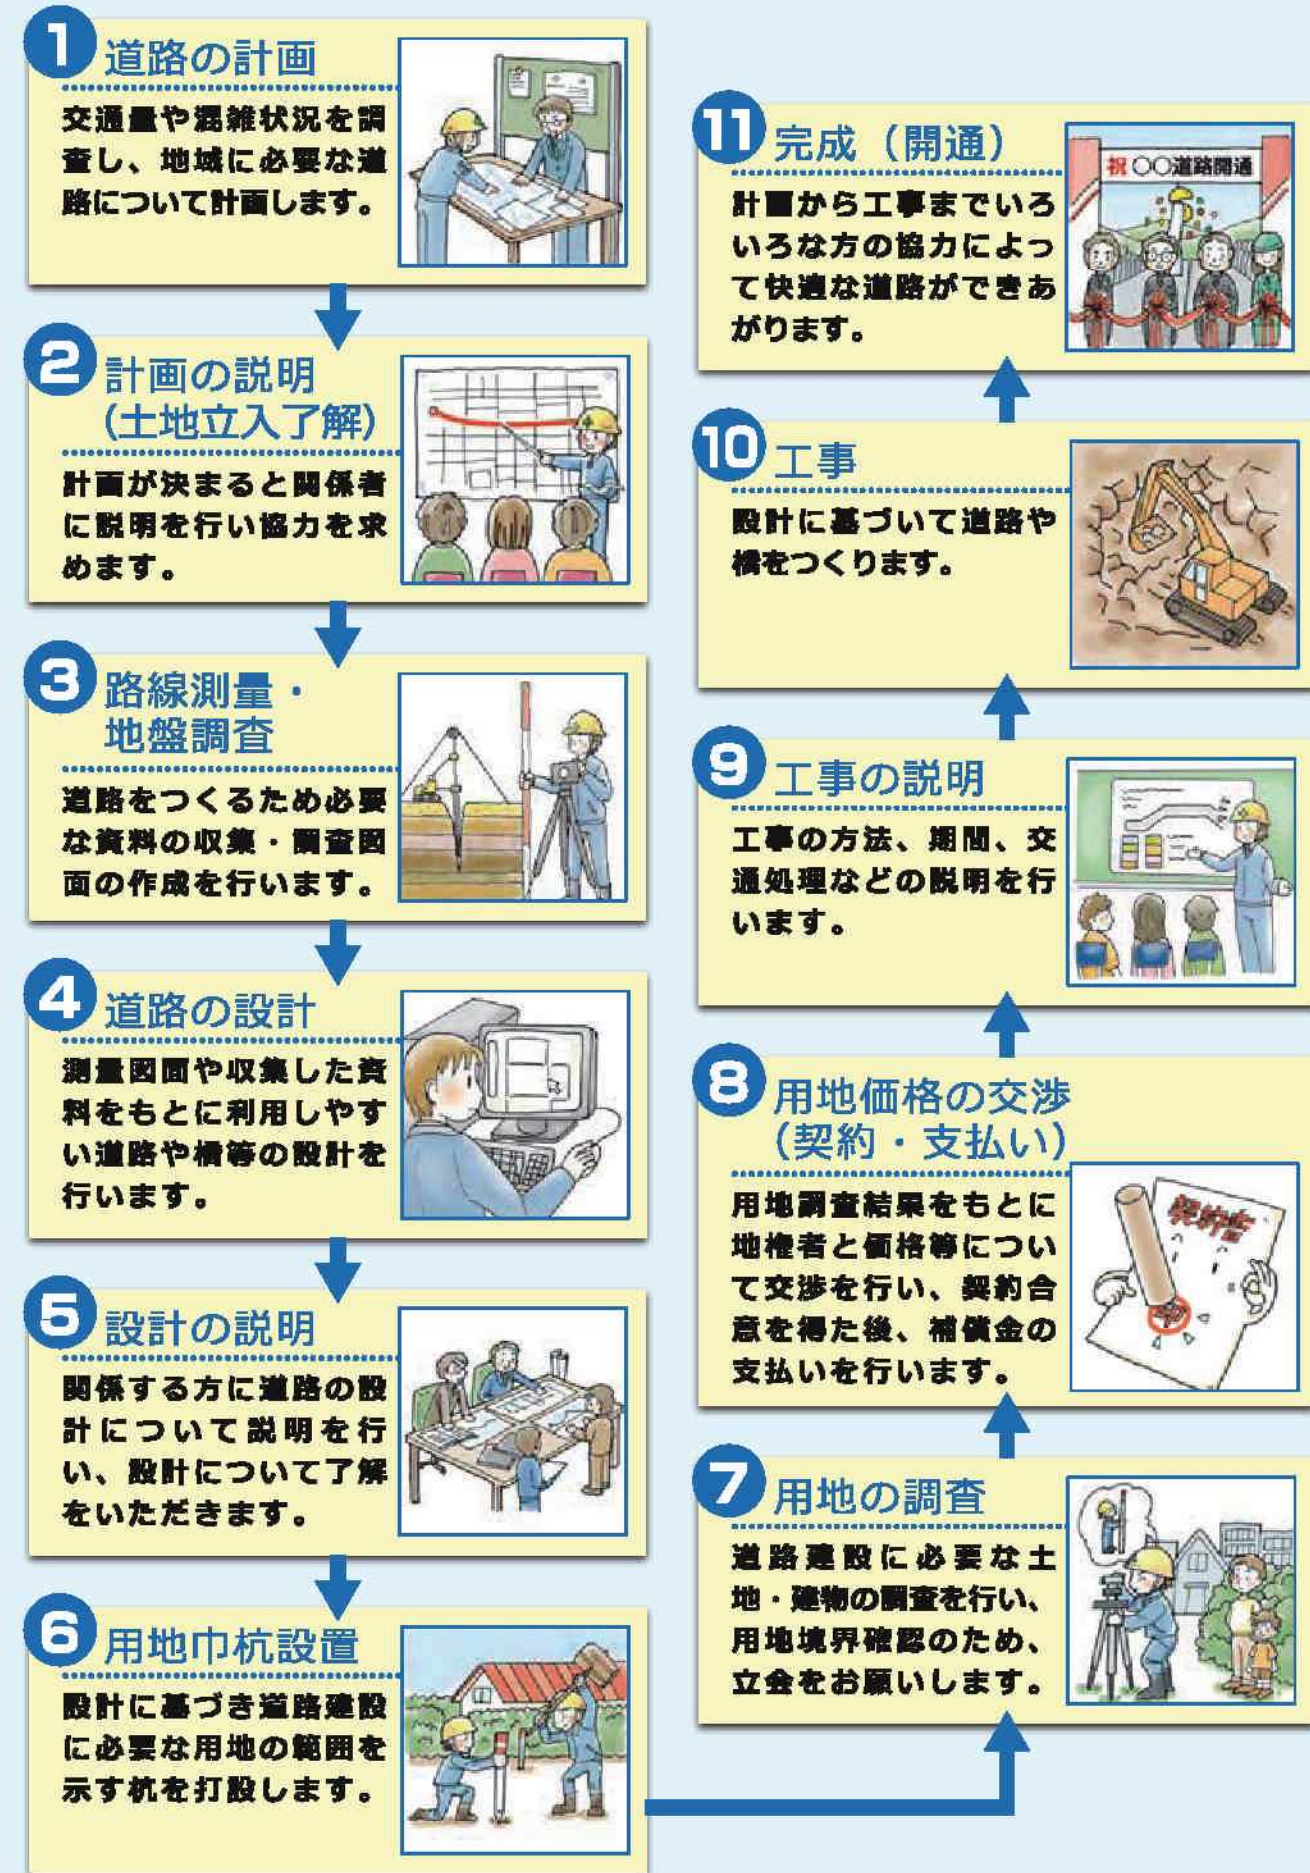 1
道路の計画
交通量や混雑状況を調
査し、地域に必要な道
路について計画します。
2
計画の説明
(土地立入了解)
計画が決まると関係者
に説明を行い協力を求
めます。
3
路線測量・
地盤調査
道路をつくるため必要
な資料の収集・調査図
面の作成を行います。
4
道路の設計
測量図面や収集した資
料をもとに利用しやす
い道路や橋等の設計を
行います。
5
設計の説明
関係する方に道路の設
計について説明を行
い、設計について了解
をいただきます。
6
用地巾杭設置
設計に基づき道路建設
に必要な用地の範囲を
示す杭を打設します。
7
用地の調査
道路建設に必要な土
地・建物の調査を行い、
用地境界確認のため、
立会をお願いします。
8
用地価格の交渉
(契約・支払い)
用地調査結果をもとに
地権者と価格等につい
て交渉を行い、契約合
意を得た後、補償金の
支払いを行います。
契約書
印
9
工事の説明
工事の方法、期間、交
通処理などの説明を行
います。
10
工事
設計に基づいて道路や
橋をつくります。
11
完成（開通）
計画から工事までいろ
いろな方の協力によっ
て快適な道路ができあ
がります。
祝 〇〇道路開通